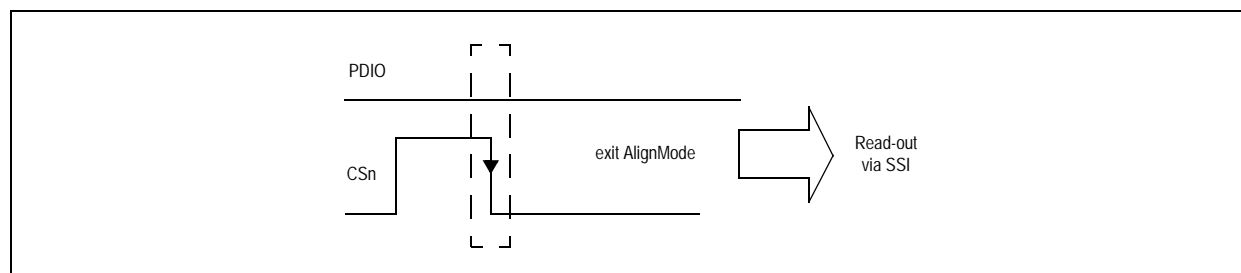 PDIO
exit AlignMode
CSn
Read-out
via SSI